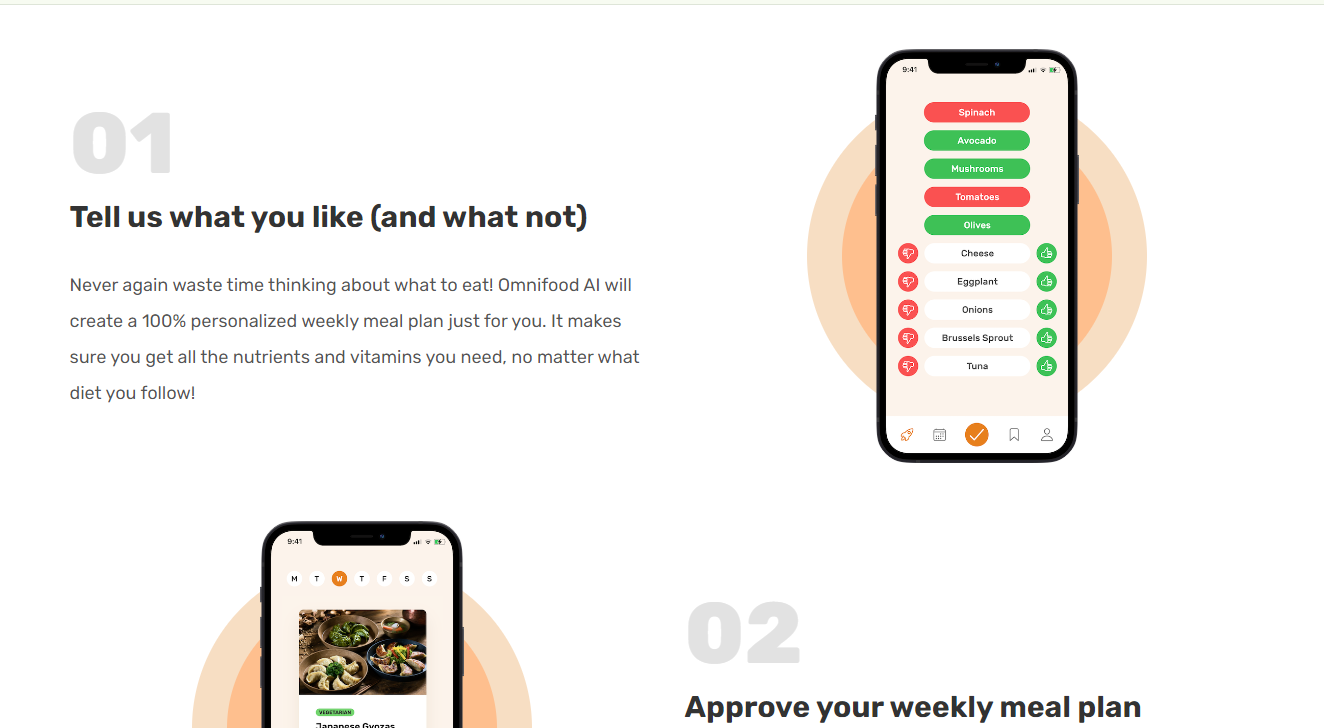 01
Tell us what you like (and what not)
Never again waste time thinking about what to eat! Omnifood AI will
create a 100% personalized weekly meal plan just for you. It makes
sure you get all the nutrients and vitamins you need, no matter what
diet you follow!
9:41
Spinach
Avocado
Mushrooms
Tomatoes
Olives
Cheese
Eggplant
Onions
Brussels Sprout
Tuna
9:41
M T W T F S S
VEGETARIAN
Japanese Gyozas
02
Approve your weekly meal plan